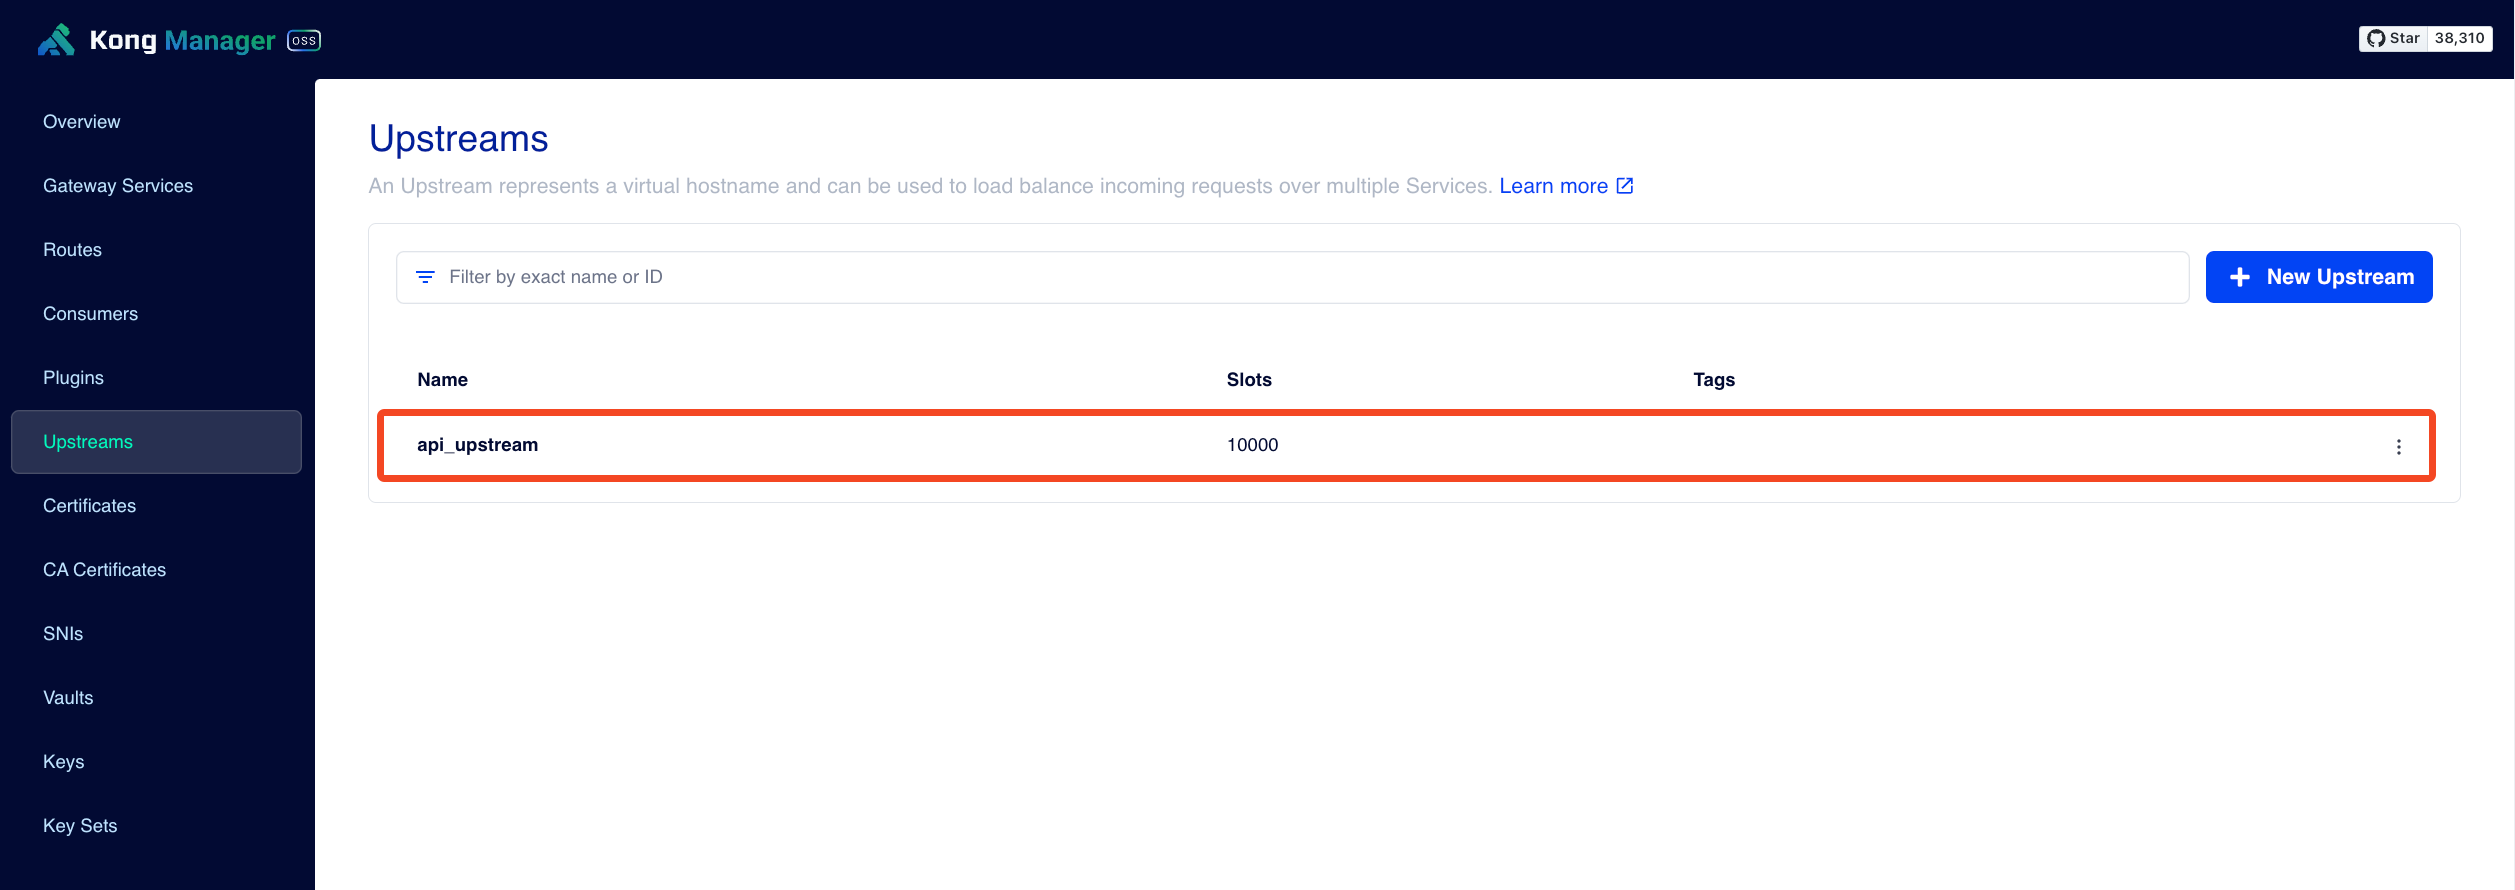 Kong Manager OSS
Star 38,310
Overview
Gateway Services
Routes
Consumers
Plugins
Upstreams
Certificates
CA Certificates
SNIs
Vaults
Keys
Key Sets
Upstreams
An Upstream represents a virtual hostname and can be used to load balance incoming requests over multiple Services. Learn more
Filter by exact name or ID
New Upstream
Name Slots Tags
api_upstream 10000